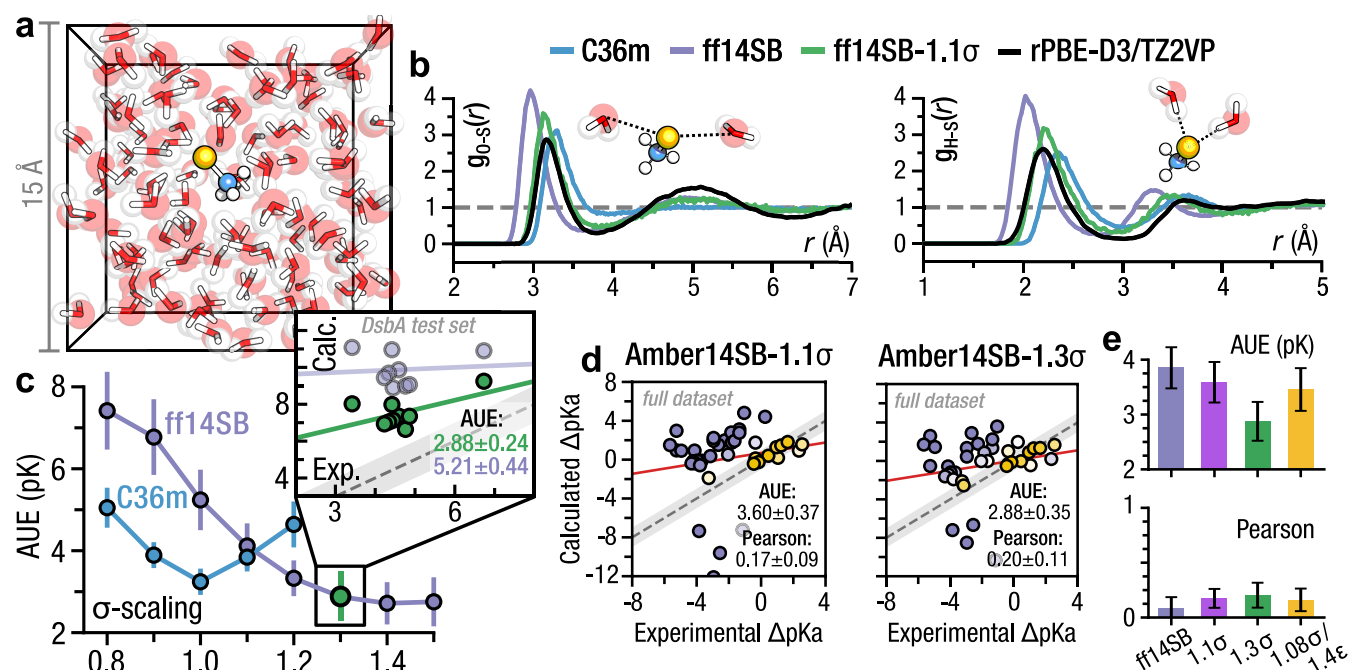 a
15 Å
C36m ff14SB ff14SB-1.1σ rPBE-D3/TZ2VP
b
gO-S(r)
4
3
2
1
0
r (Å)
2 3 4 5 6 7
gH-S(r)
4
3
2
1
0
r (Å)
1 2 3 4 5
c
AUE (pK)
8
6
4
2
ff14SB
C36m
σ-scaling
0.8 1.0 1.2 1.4
DsbA test set
Calc.
8
4
AUE:
2.88±0.24
5.21±0.44
Exp.
3 6
d
Amber14SB-1.1σ
full dataset
Calculated ΔpKa
8
4
0
-4
-8
-12
AUE:
3.60±0.37
Pearson:
0.17±0.09
-8 -4 0 4
Experimental ΔpKa
Amber14SB-1.3σ
full dataset
AUE:
2.88±0.35
Pearson:
0.20±0.11
-8 -4 0 4
Experimental ΔpKa
e
AUE (pK)
4
3
2
Pearson
1
0
ff14SB
1.1σ
1.3σ
1.08σ/
1.4ε